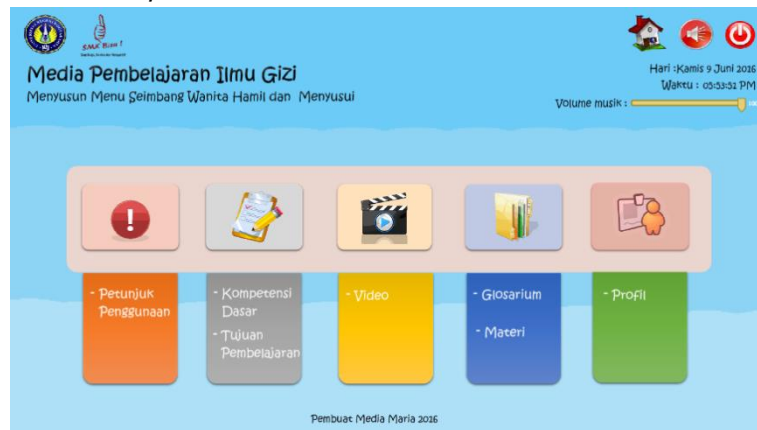 SMK Bisa !
Media Pembelajaran Ilmu Gizi
Menyusun Menu Seimbang Wanita Hamil dan Menyusui
Hari :Kamis 9 Juni 2016
Waktu : 05:53:52 PM
Volume musik :
100
!
- Petunjuk
Penggunaan
- Kompetensi
Dasar
- Tujuan
Pembelajaran
- Video
- Glosarium
- Materi
- Profil
Pembuat Media Maria 2016